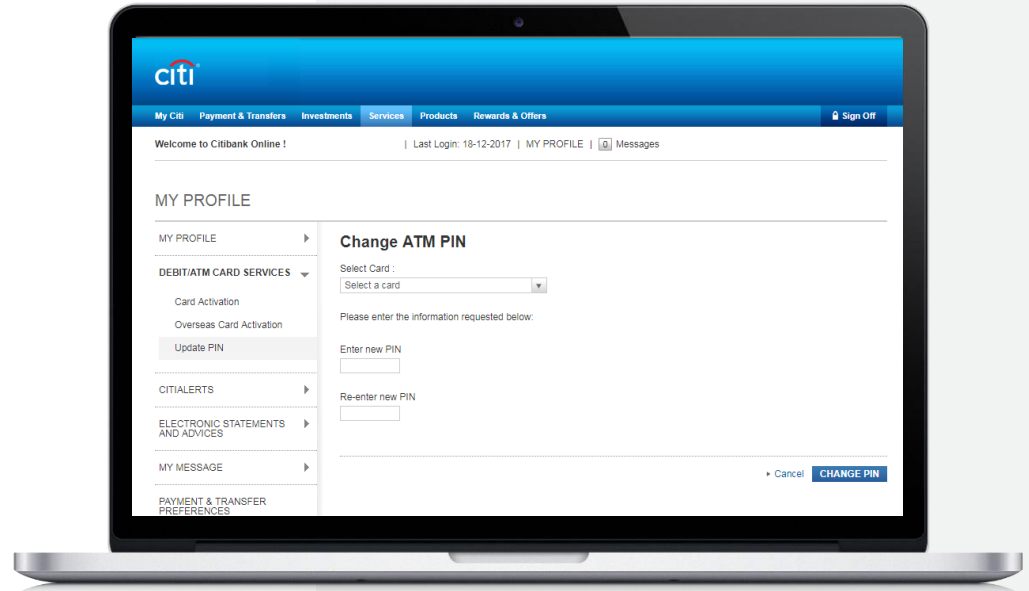 citi
My Citi Payment & Transfers Investments Services Products Rewards & Offers Sign Off
Welcome to Citibank Online ! | Last Login: 18-12-2017 | MY PROFILE | 0 Messages
MY PROFILE
MY PROFILE
DEBIT/ATM CARD SERVICES
Card Activation
Overseas Card Activation
Update PIN
CITIALERTS
ELECTRONIC STATEMENTS
AND ADVICES
MY MESSAGE
PAYMENT & TRANSFER
PREFERENCES
Change ATM PIN
Select Card :
Select a card
Please enter the information requested below:
Enter new PIN
Re-enter new PIN
Cancel CHANGE PIN